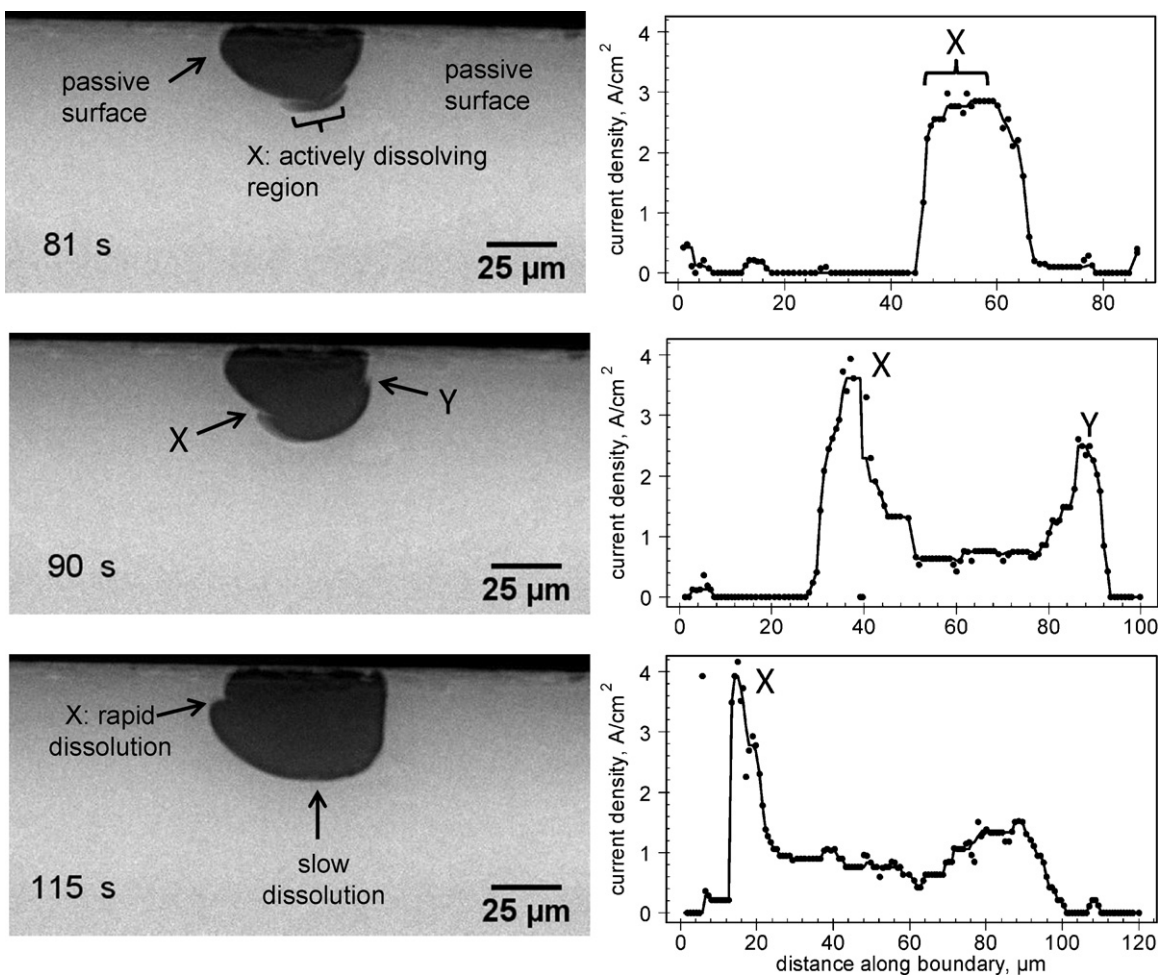 passive
surface
passive
surface
X: actively dissolving
region
81 s
25 µm
current density, A/cm²
4
3
2
1
0
X
0 20 40 60 80
X
Y
90 s
25 µm
current density, A/cm²
4
3
2
1
0
X
Y
0 20 40 60 80 100
X: rapid
dissolution
slow
dissolution
115 s
25 µm
current density, A/cm²
4
3
2
1
0
X
0 20 40 60 80 100 120
distance along boundary, µm